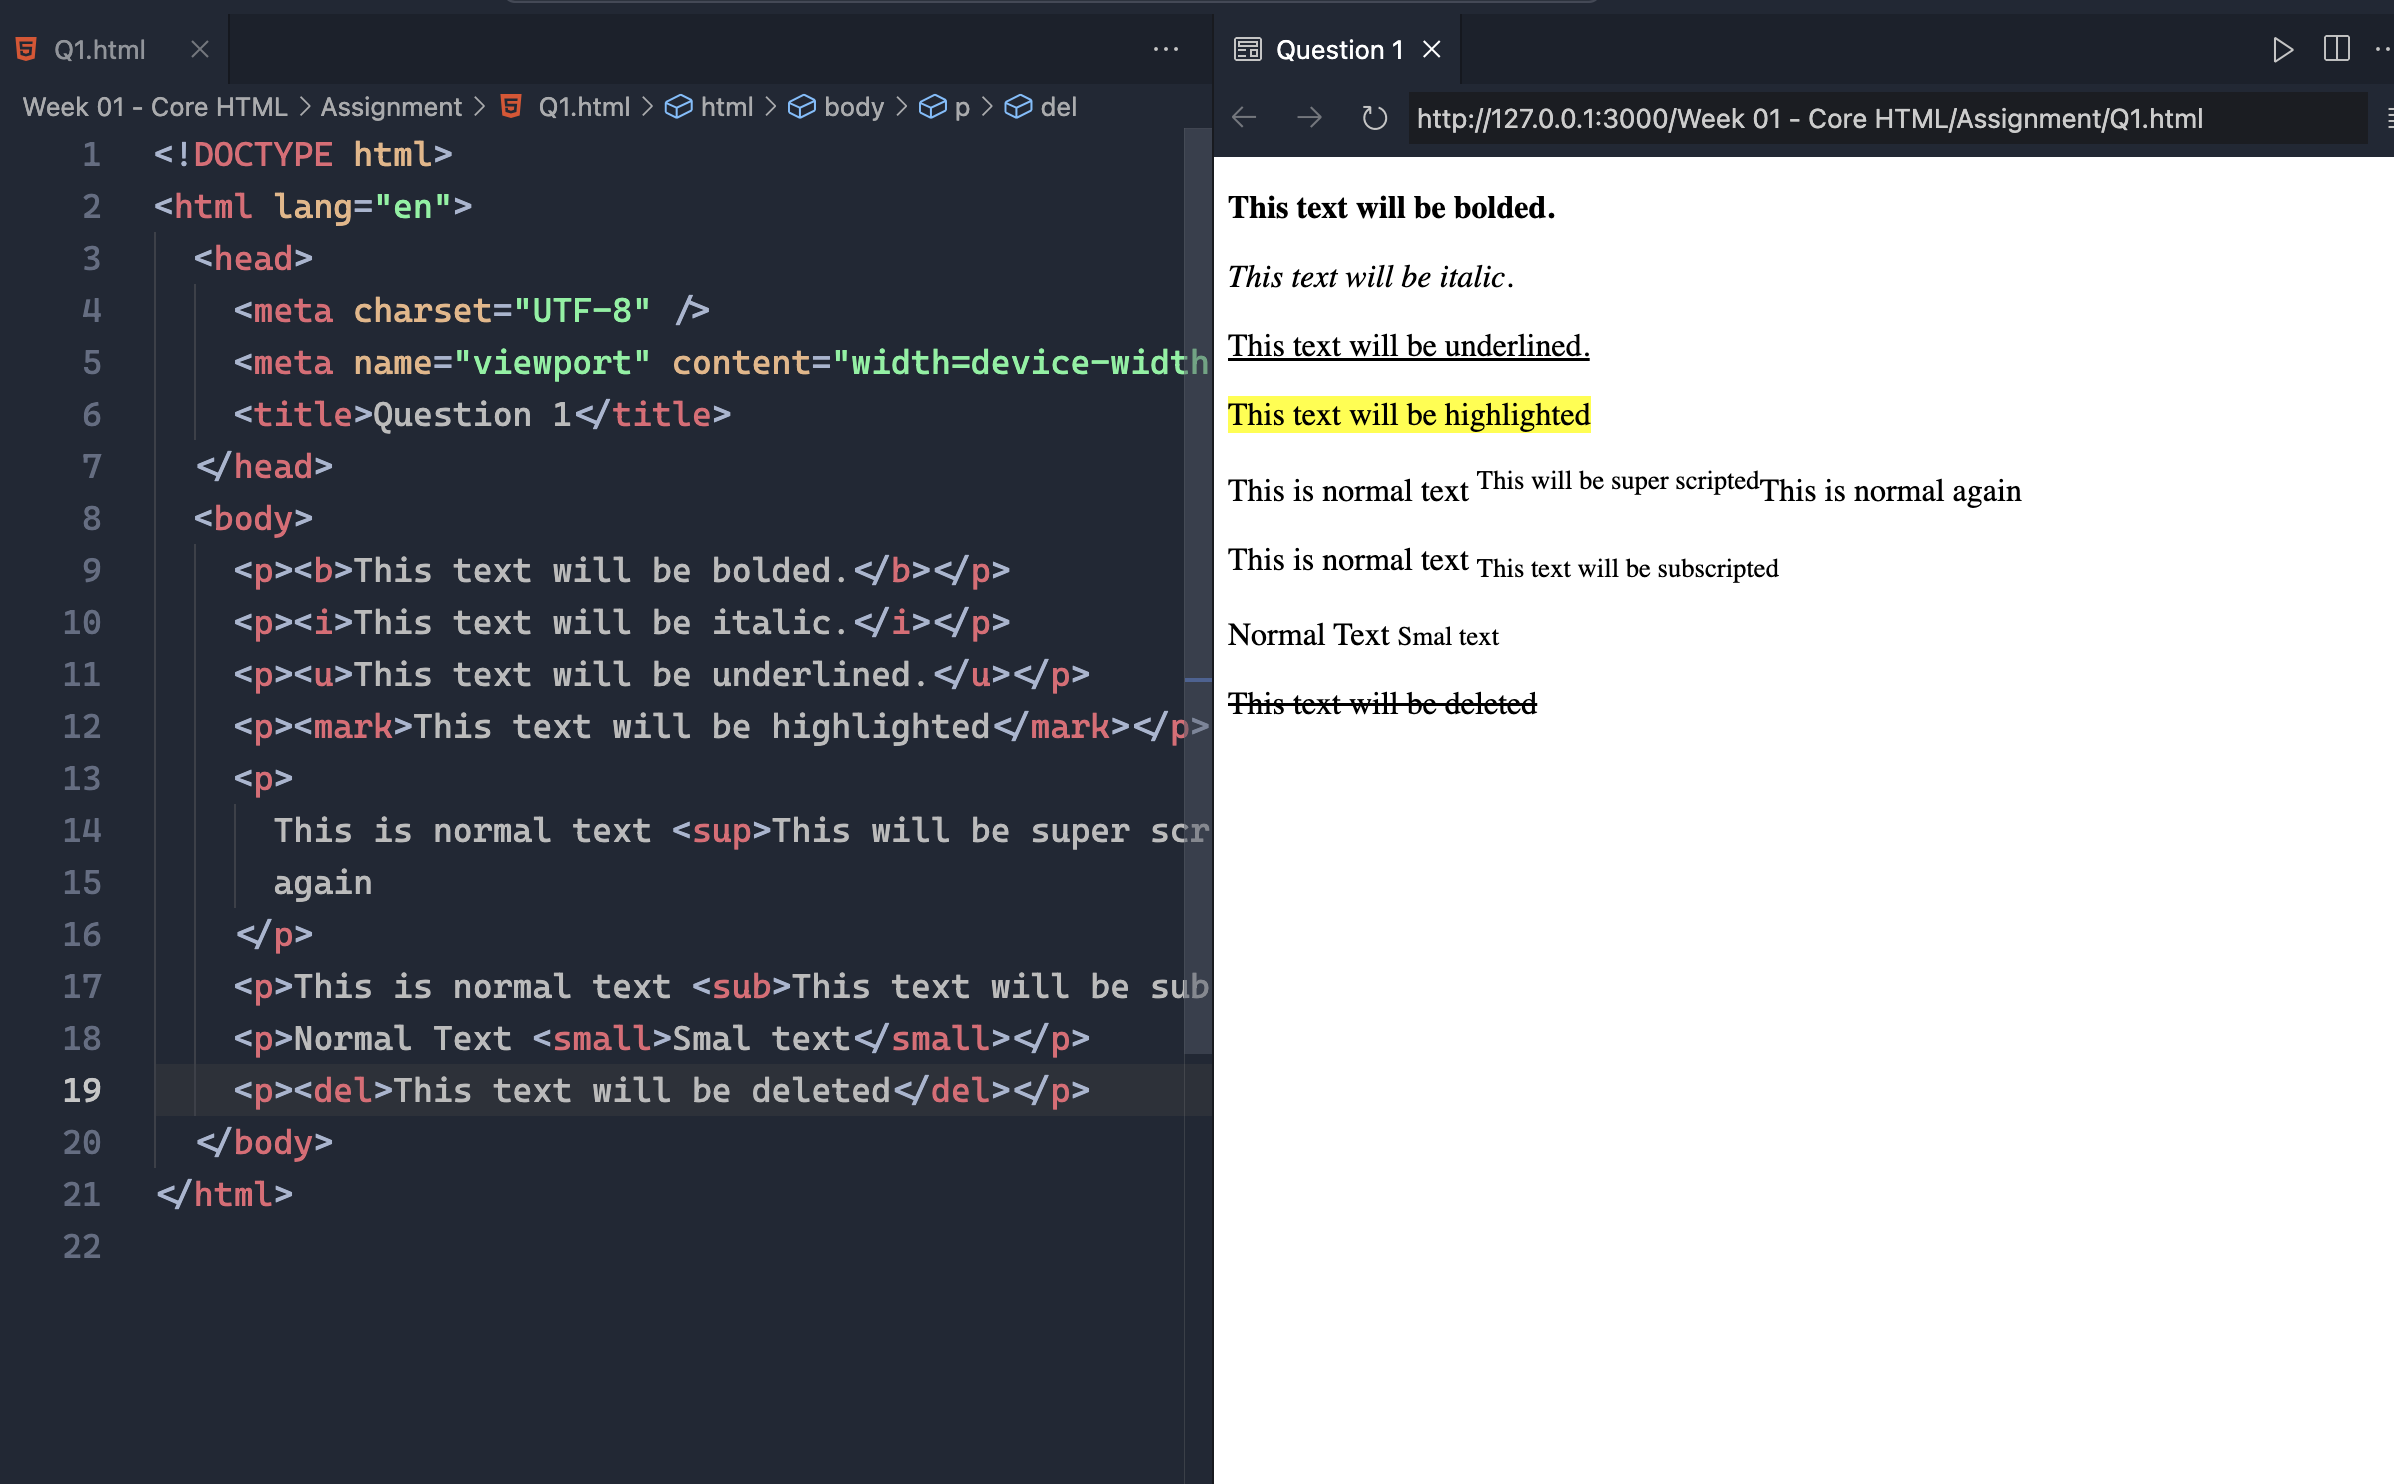 Q1.html
Week 01 - Core HTML > Assignment > Q1.html > html > body > p > del
1 <!DOCTYPE html>
2 <html lang="en">
3 <head>
4 <meta charset="UTF-8" />
5 <meta name="viewport" content="width=device-width
6 <title>Question 1</title>
7 </head>
8 <body>
9 <p><b>This text will be bolded.</b></p>
10 <p><i>This text will be italic.</i></p>
11 <p><u>This text will be underlined.</u></p>
12 <p><mark>This text will be highlighted</mark></p>
13 <p>
14 This is normal text <sup>This will be super scr
15 again
16 </p>
17 <p>This is normal text <sub>This text will be sub
18 <p>Normal Text <small>Smal text</small></p>
19 <p><del>This text will be deleted</del></p>
20 </body>
21 </html>
22
Question 1
http://127.0.0.1:3000/Week 01 - Core HTML/Assignment/Q1.html
This text will be bolded.
This text will be italic.
This text will be underlined.
This text will be highlighted
This is normal text This will be super scriptedThis is normal again
This is normal text This text will be subscripted
Normal Text Smal text
This text will be deleted